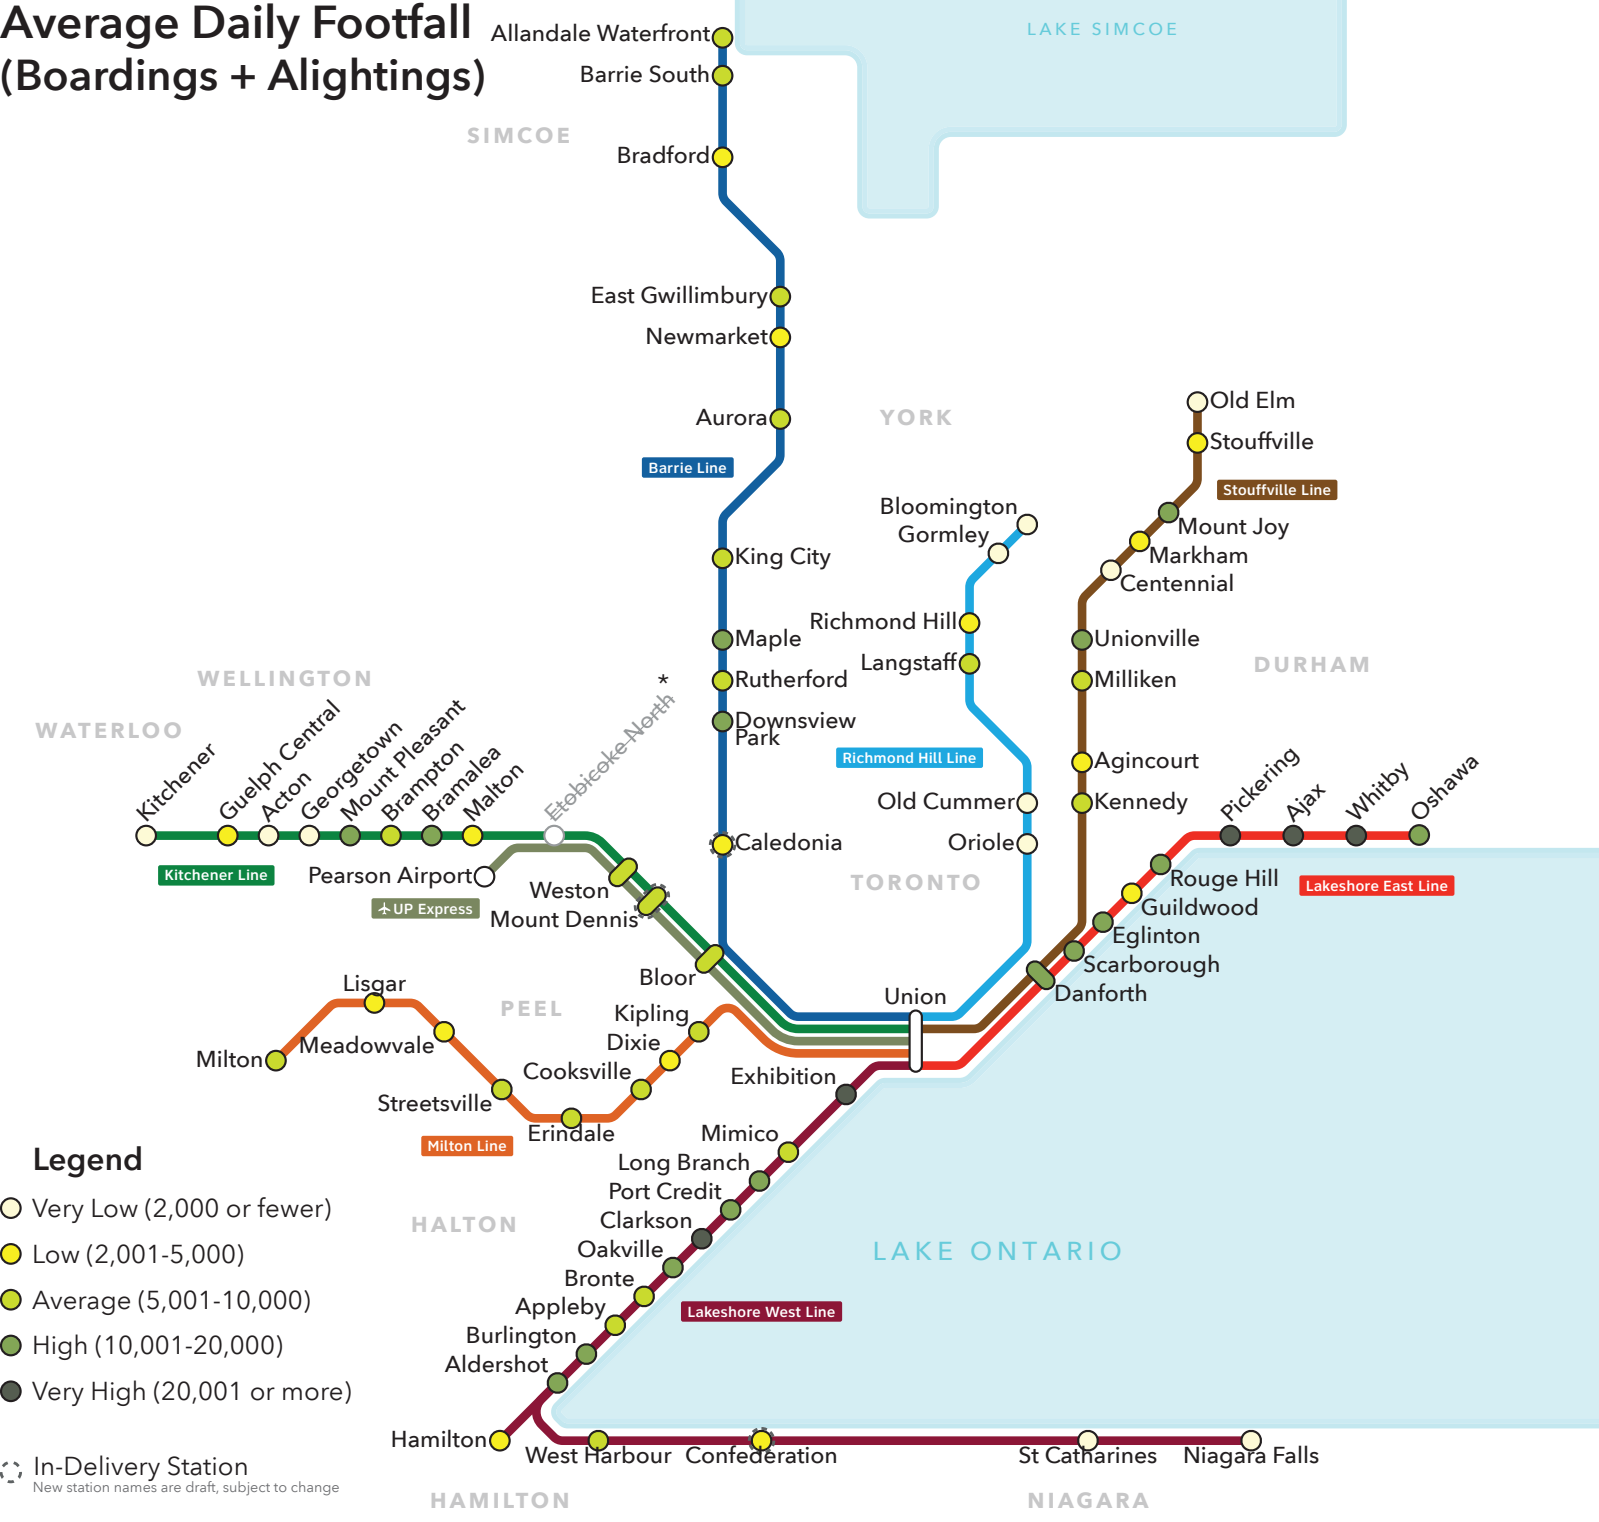 Average Daily Footfall
(Boardings + Alightings)
LAKE SIMCOE
Allandale Waterfront
Barrie South
SIMCOE
Bradford
East Gwillimbury
Newmarket
Aurora
YORK
Barrie Line
Old Elm
Stouffville
Stouffville Line
Bloomington
Gormley
Mount Joy
Markham
Centennial
King City
Maple
Richmond Hill
Unionville
Langstaff
DURHAM
WELLINGTON
Rutherford
Milliken
*
Downsview
Park
WATERLOO
Richmond Hill Line
Agincourt
Kitchener
Guelph Central
Acton
Georgetown
Mount Pleasant
Brampton
Bramalea
Malton
Etobicoke North
Old Cummer
Kennedy
Pickering
Ajax
Whitby
Oshawa
Caledonia
Oriole
Kitchener Line
Pearson Airport
UP Express
Weston
Mount Dennis
TORONTO
Rouge Hill
Lakeshore East Line
Guildwood
Eglinton
Scarborough
Danforth
Bloor
Lisgar
PEEL
Union
Kipling
Meadowvale
Dixie
Milton
Cooksville
Exhibition
Streetsville
Erindale
Milton Line
Mimico
Long Branch
Port Credit
Clarkson
Oakville
Bronte
Appleby
Burlington
Aldershot
HALTON
LAKE ONTARIO
Lakeshore West Line
Legend
Very Low (2,000 or fewer)
Low (2,001-5,000)
Average (5,001-10,000)
High (10,001-20,000)
Very High (20,001 or more)
In-Delivery Station
New station names are draft, subject to change
Hamilton
West Harbour
Confederation
St Catharines
Niagara Falls
HAMILTON
NIAGARA